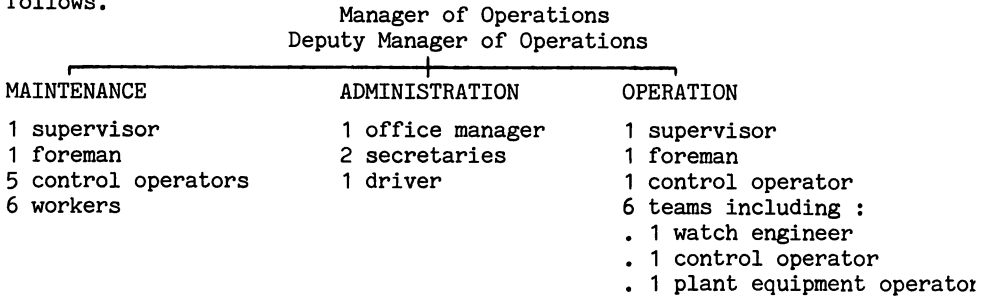 follows.
Manager of Operations
Deputy Manager of Operations
MAINTENANCE
1 supervisor
1 foreman
5 control operators
6 workers
ADMINISTRATION
1 office manager
2 secretaries
1 driver
OPERATION
1 supervisor
1 foreman
1 control operator
6 teams including :
. 1 watch engineer
. 1 control operator
. 1 plant equipment operator